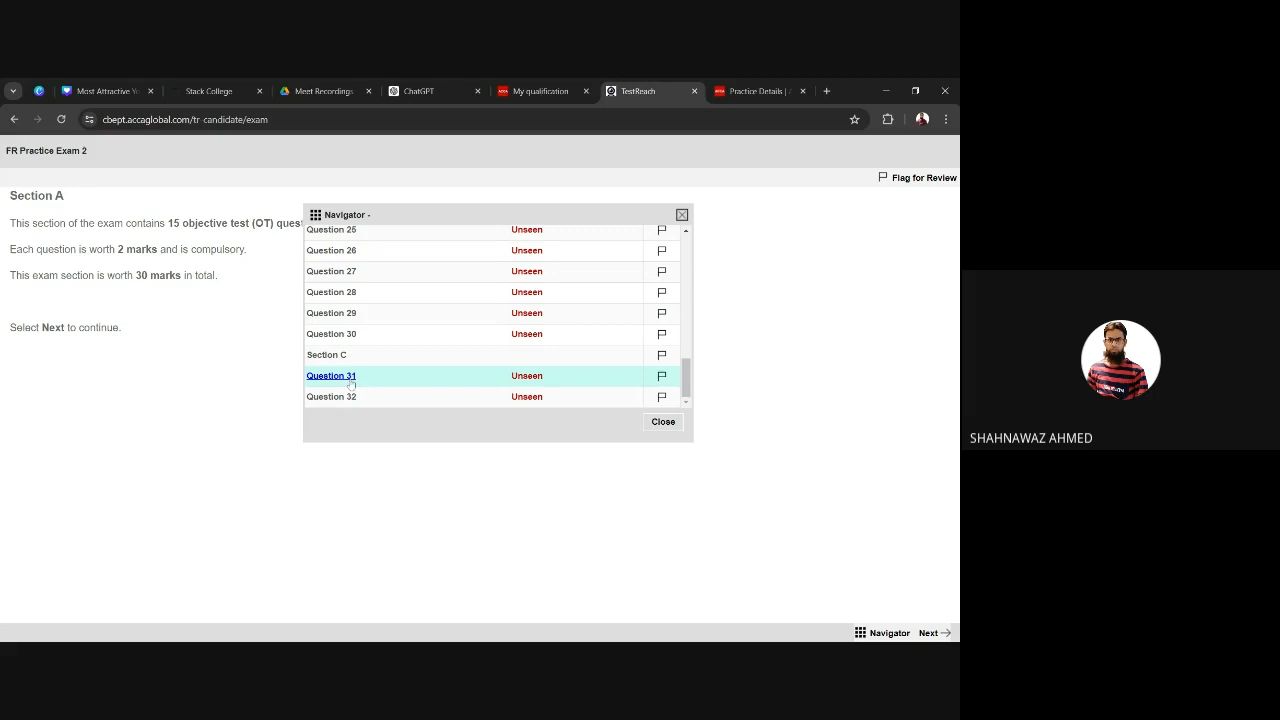 Most Attractive Yo
Stack College
Meet Recordings
ChatGPT
My qualification
TestReach
Practice Details | A
cbept.accaglobal.com/tr-candidate/exam
FR Practice Exam 2
Flag for Review
Section A
This section of the exam contains 15 objective test (OT) ques
Each question is worth 2 marks and is compulsory.
This exam section is worth 30 marks in total.
Select Next to continue.
Navigator -
Question 25 Unseen
Question 26 Unseen
Question 27 Unseen
Question 28 Unseen
Question 29 Unseen
Question 30 Unseen
Section C
Question 31 Unseen
Question 32 Unseen
Close
Navigator Next
SHAHNAWAZ AHMED